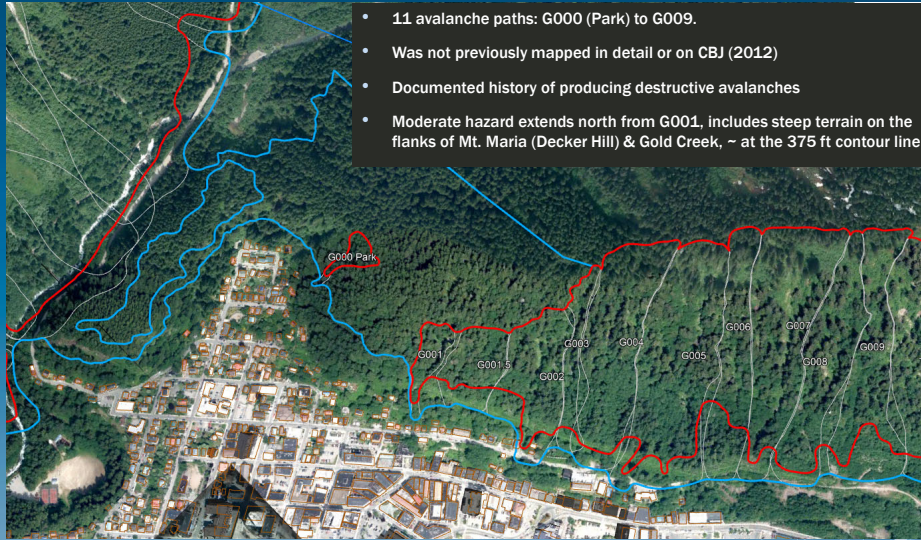 11 avalanche paths: G000 (Park) to G009.
Was not previously mapped in detail or on CBJ (2012)
Documented history of producing destructive avalanches
Moderate hazard extends north from G001, includes steep terrain on the
flanks of Mt. Maria (Decker Hill) & Gold Creek, ~ at the 375 ft contour line
G000 Park
G001
G001.5
G002
G003
G004
G005
G006
G007
G008
G009